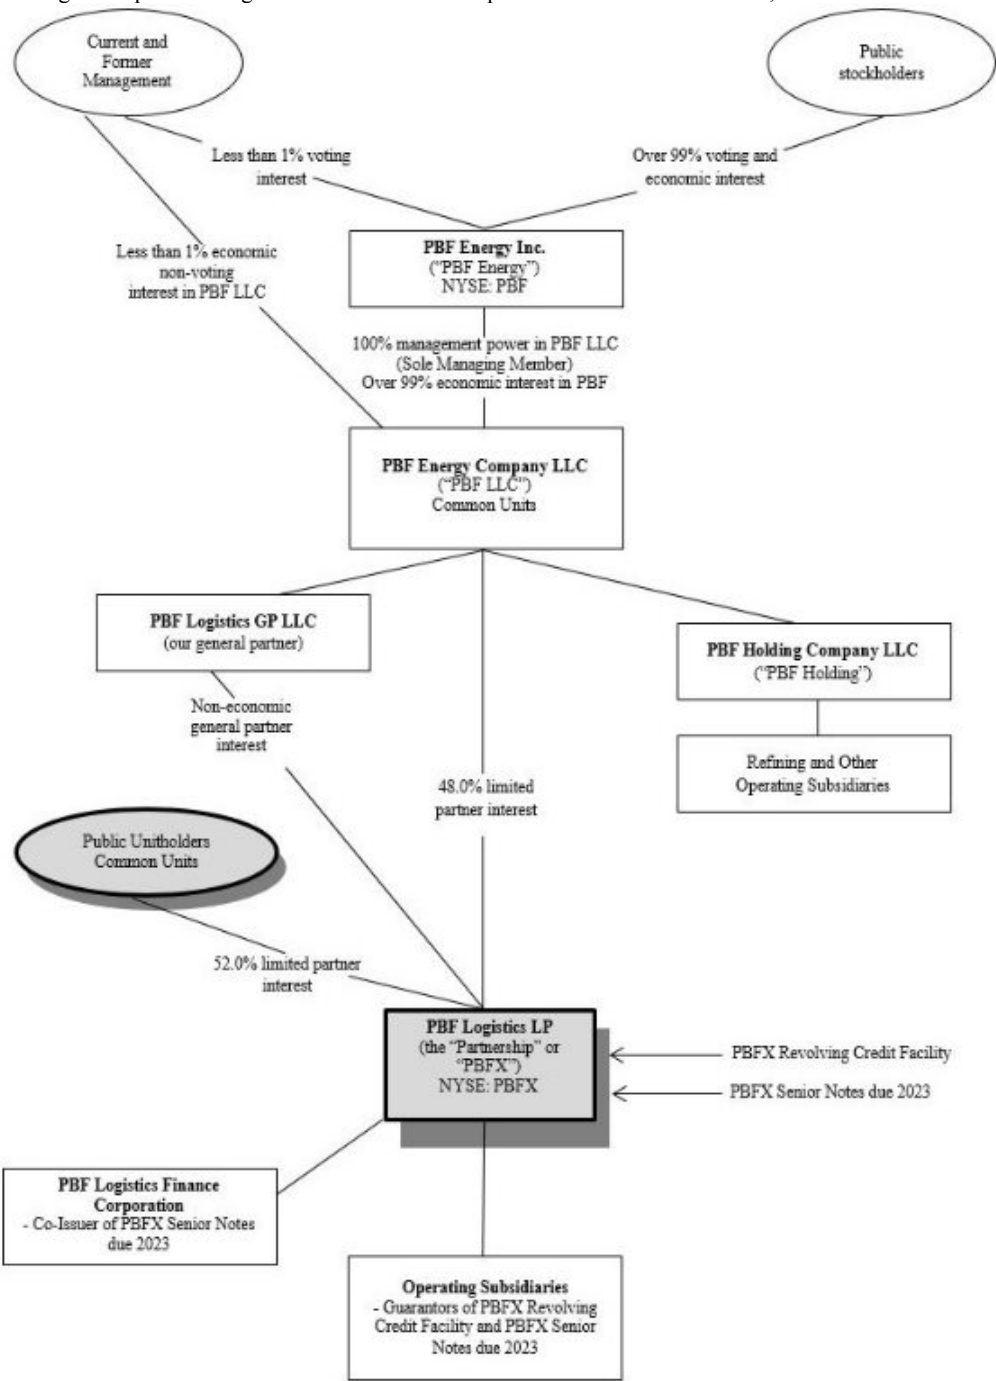 Current and
Former
Management
Public
stockholders
Less than 1% voting
interest
Over 99% voting and
economic interest
PBF Energy Inc.
(“PBF Energy”)
NYSE: PBF
Less than 1% economic
non-voting
interest in PBF LLC
100% management power in PBF LLC
(Sole Managing Member)
Over 99% economic interest in PBF
PBF Energy Company LLC
(“PBF LLC”)
Common Units
PBF Logistics GP LLC
(our general partner)
PBF Holding Company LLC
(“PBF Holding”)
Non-economic
general partner
interest
Refining and Other
Operating Subsidiaries
48.0% limited
partner interest
Public Unitholders
Common Units
52.0% limited partner
interest
PBF Logistics LP
(the “Partnership” or
“PBFX”)
NYSE: PBFX
PBFX Revolving Credit Facility
PBFX Senior Notes due 2023
PBF Logistics Finance
Corporation
- Co-Issuer of PBFX Senior Notes
due 2023
Operating Subsidiaries
- Guarantors of PBFX Revolving
Credit Facility and PBFX Senior
Notes due 2023